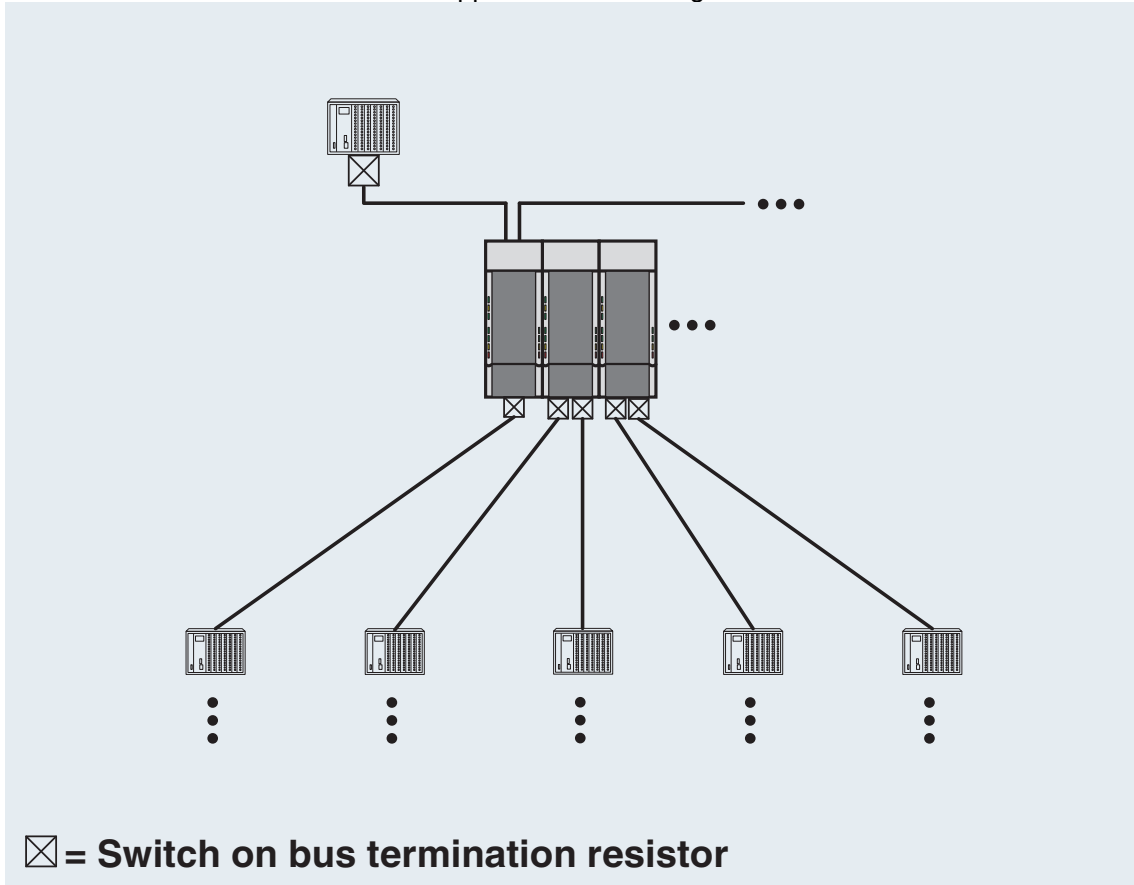 = Switch on bus termination resistor